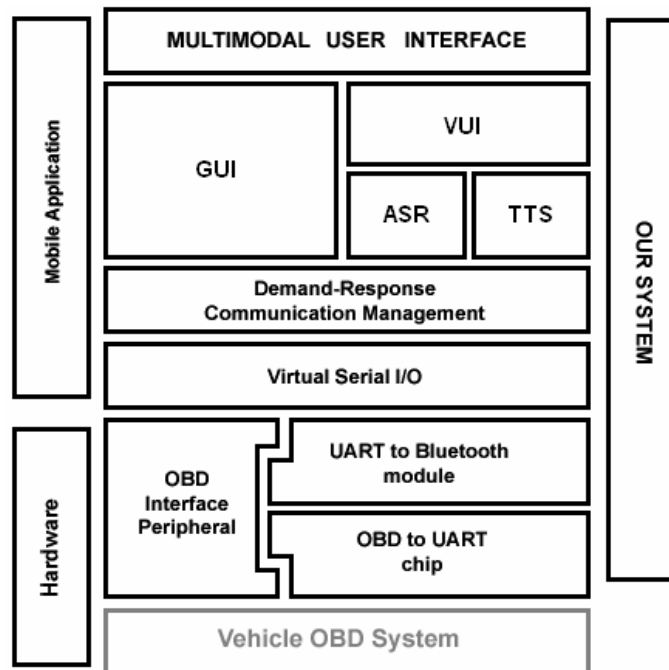 MULTIMODAL USER INTERFACE
Mobile Application
GUI
VUI
ASR
TTS
OUR SYSTEM
Demand-Response
Communication Management
Virtual Serial I/O
Hardware
OBD
Interface
Peripheral
UART to Bluetooth
module
OBD to UART
chip
Vehicle OBD System